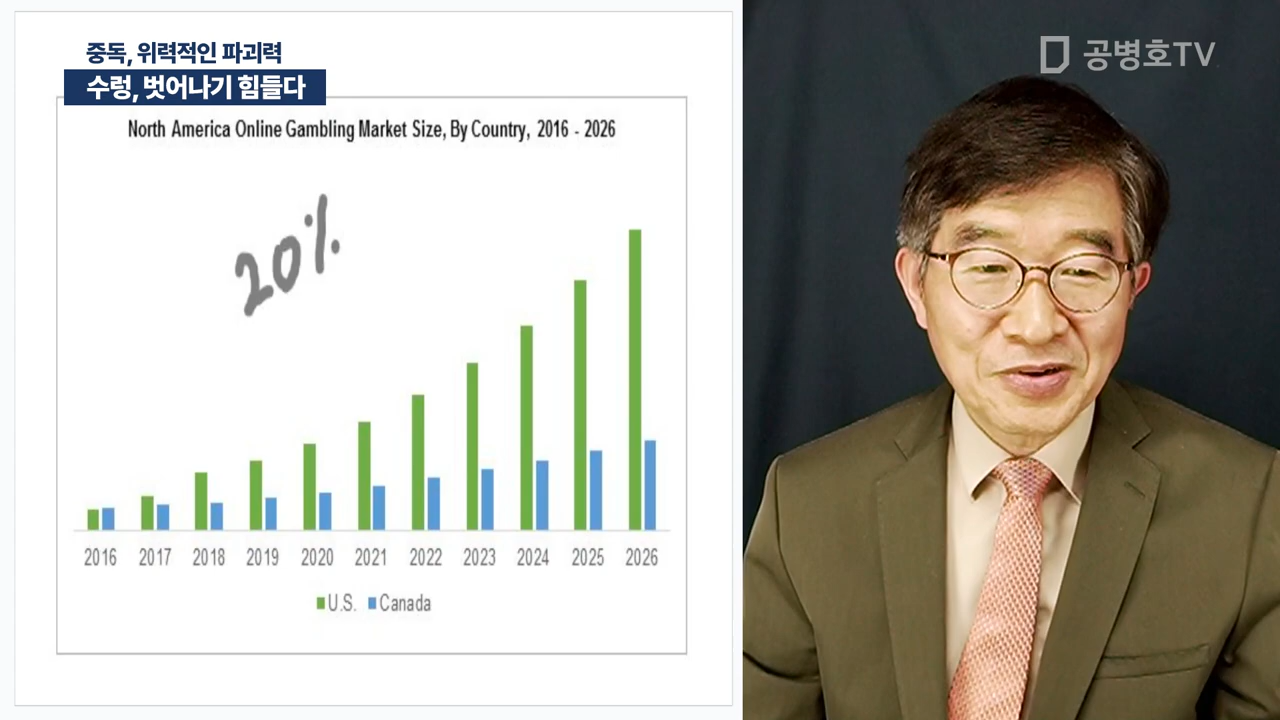 중독, 위력적인 파괴력
수렁, 벗어나기 힘들다
공병호TV
North America Online Gambling Market Size, By Country, 2016 - 2026
20%
2016 2017 2018 2019 2020 2021 2022 2023 2024 2025 2026
U.S. Canada